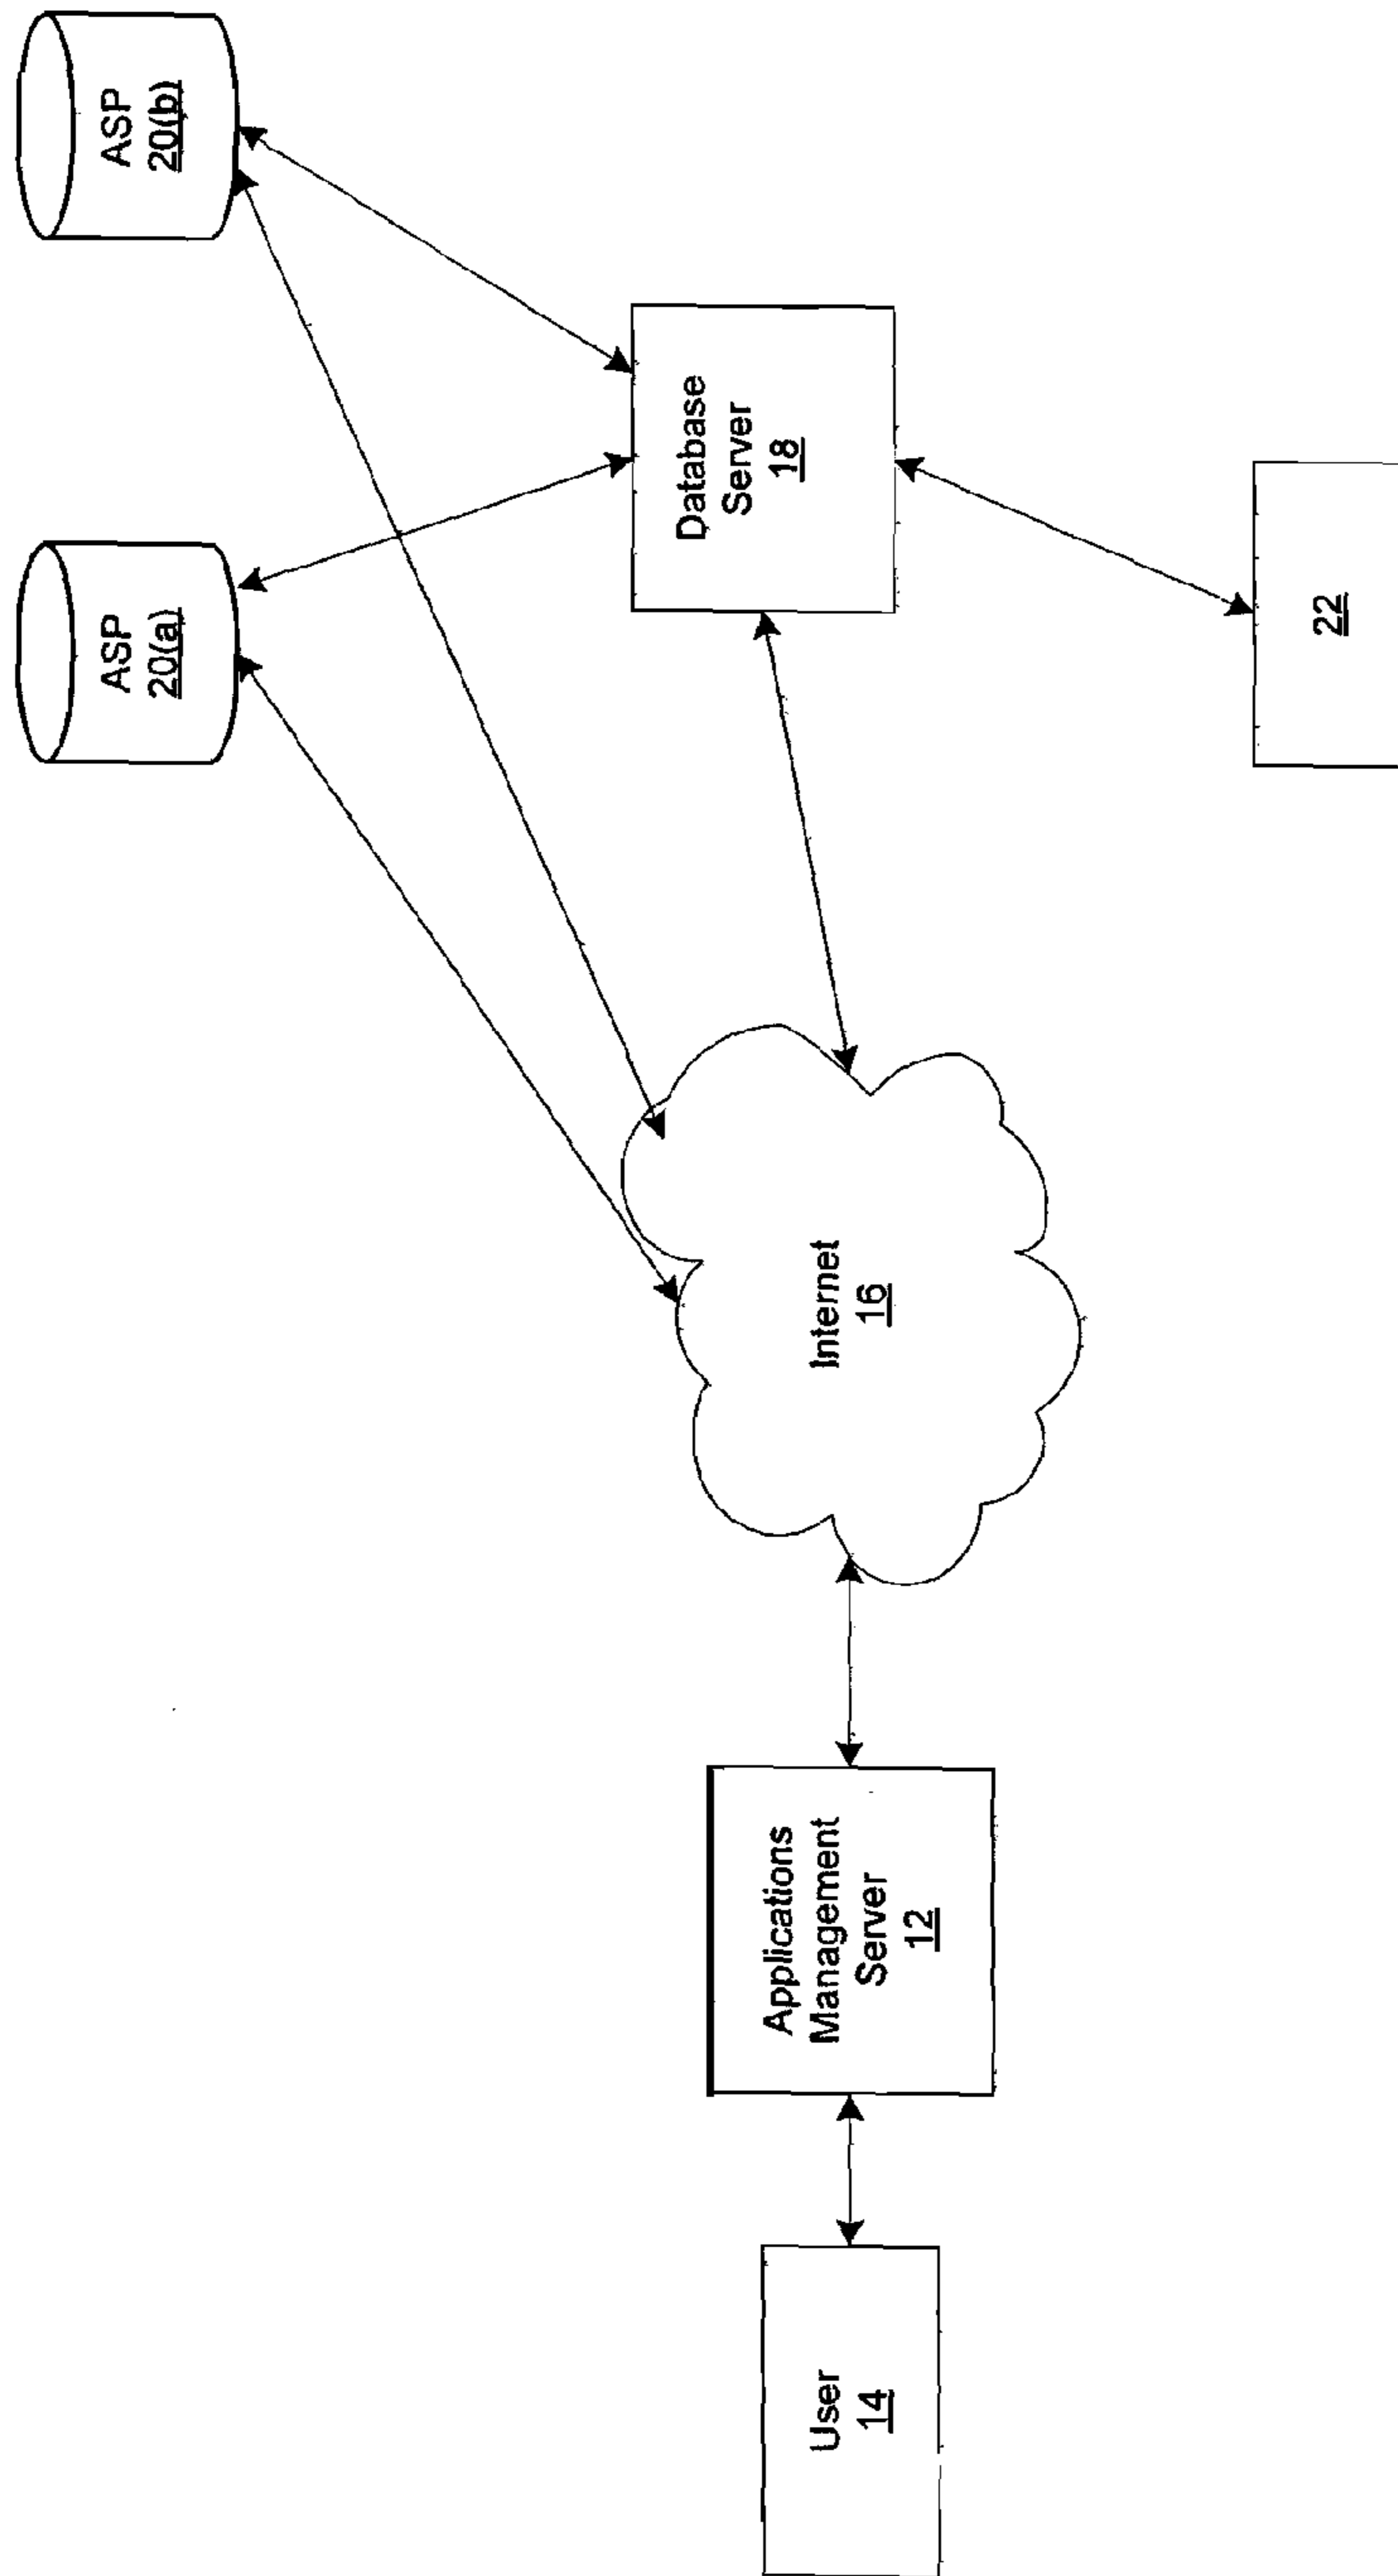 ASP
20(a)
ASP
20(b)
Database
Server
18
Internet
16
Applications
Management
Server
12
User
14
22